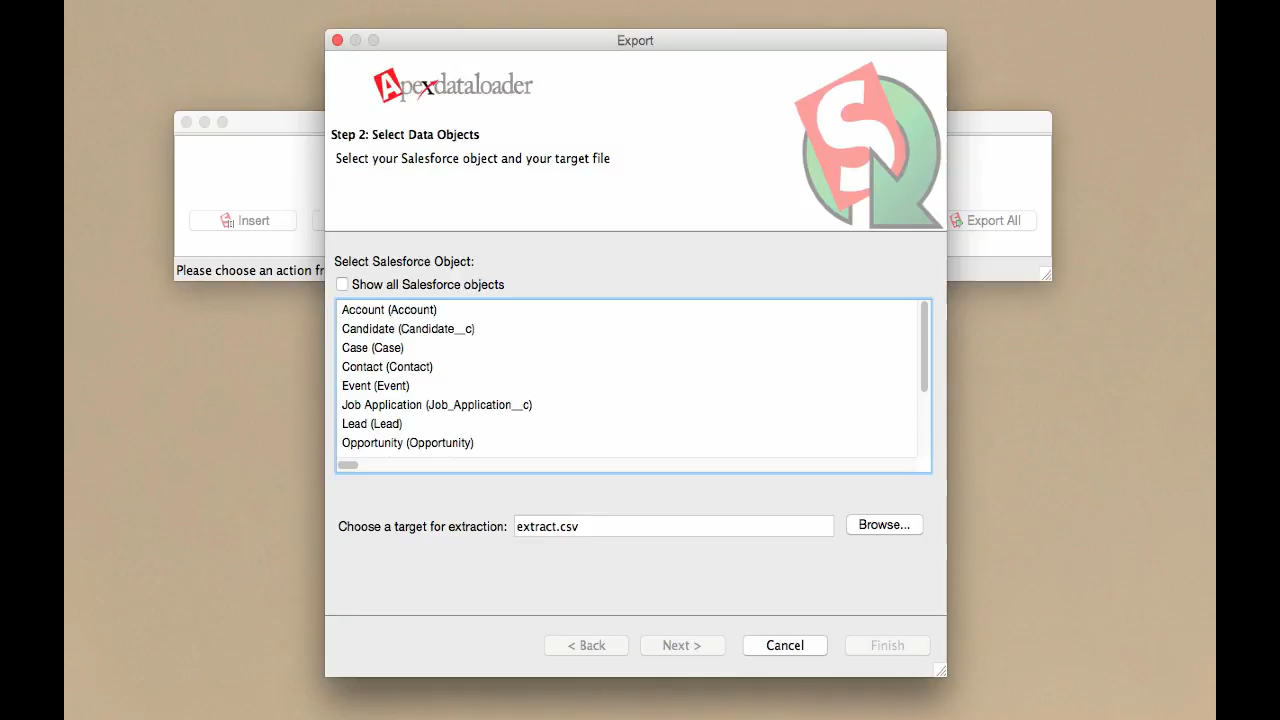 Export
Apexdataloader
Step 2: Select Data Objects
Select your Salesforce object and your target file
Insert
Export All
Please choose an action fr
Select Salesforce Object:
Show all Salesforce objects
Account (Account)
Candidate (Candidate__c)
Case (Case)
Contact (Contact)
Event (Event)
Job Application (Job_Application__c)
Lead (Lead)
Opportunity (Opportunity)
Choose a target for extraction: extract.csv Browse...
< Back Next > Cancel Finish